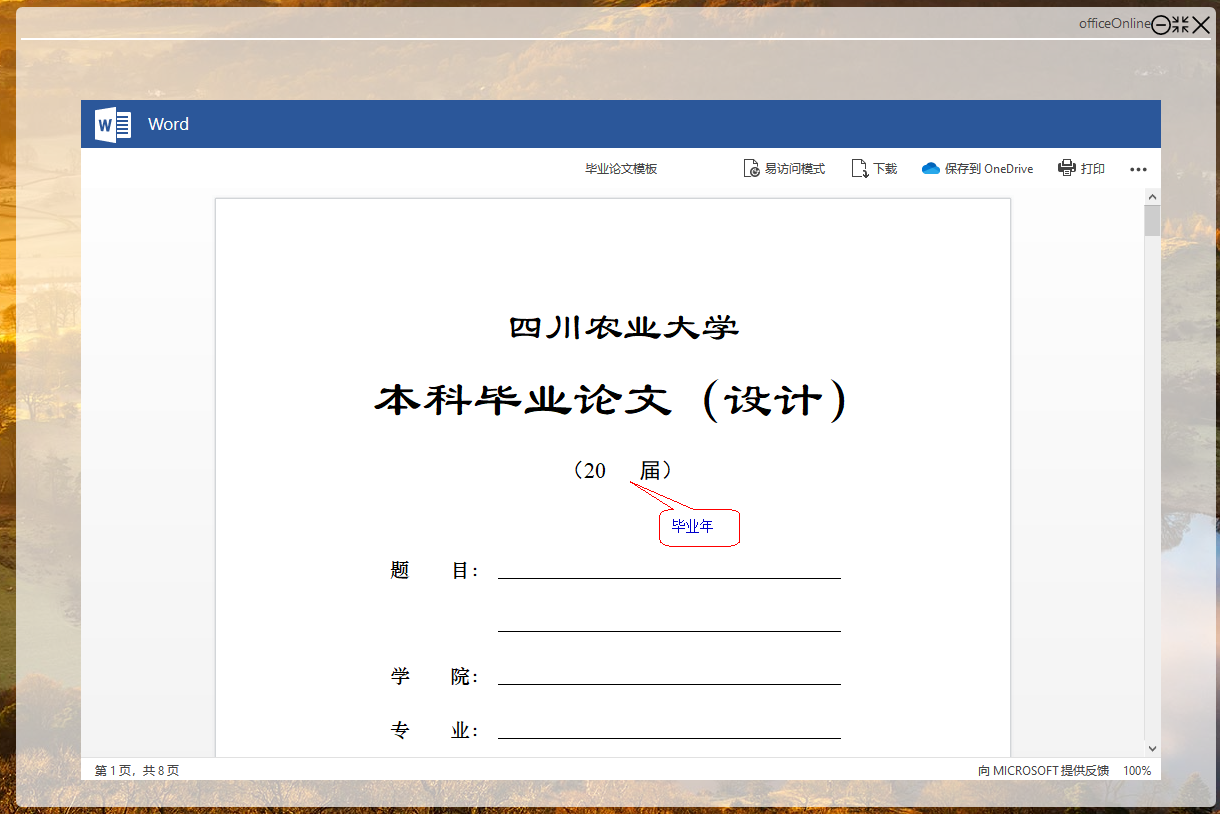 officeOnline
Word
毕业论文模板 易访问模式 下载 保存到 OneDrive 打印
四川农业大学
本科毕业论文（设计）
（20 届）
毕业年
题 目：
学 院：
专 业：
第 1 页，共 8 页 向 MICROSOFT 提供反馈 100%